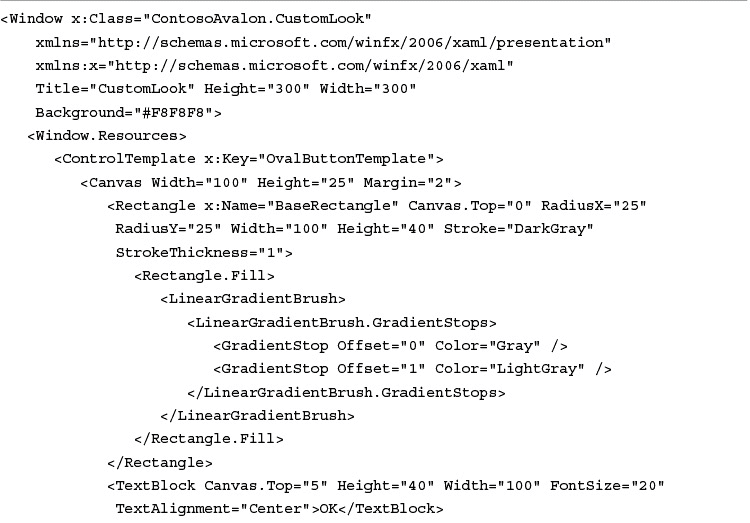 <Window x:Class="ContosoAvalon.CustomLook"
    xmlns="http://schemas.microsoft.com/winfx/2006/xaml/presentation"
    xmlns:x="http://schemas.microsoft.com/winfx/2006/xaml"
    Title="CustomLook" Height="300" Width="300"
    Background="#F8F8F8">
   <Window.Resources>
      <ControlTemplate x:Key="OvalButtonTemplate">
         <Canvas Width="100" Height="25" Margin="2">
            <Rectangle x:Name="BaseRectangle" Canvas.Top="0" RadiusX="25"
             RadiusY="25" Width="100" Height="40" Stroke="DarkGray"
             StrokeThickness="1">
               <Rectangle.Fill>
                  <LinearGradientBrush>
                     <LinearGradientBrush.GradientStops>
                        <GradientStop Offset="0" Color="Gray" />
                        <GradientStop Offset="1" Color="LightGray" />
                     </LinearGradientBrush.GradientStops>
                  </LinearGradientBrush>
               </Rectangle.Fill>
            </Rectangle>
            <TextBlock Canvas.Top="5" Height="40" Width="100" FontSize="20"
             TextAlignment="Center">OK</TextBlock>